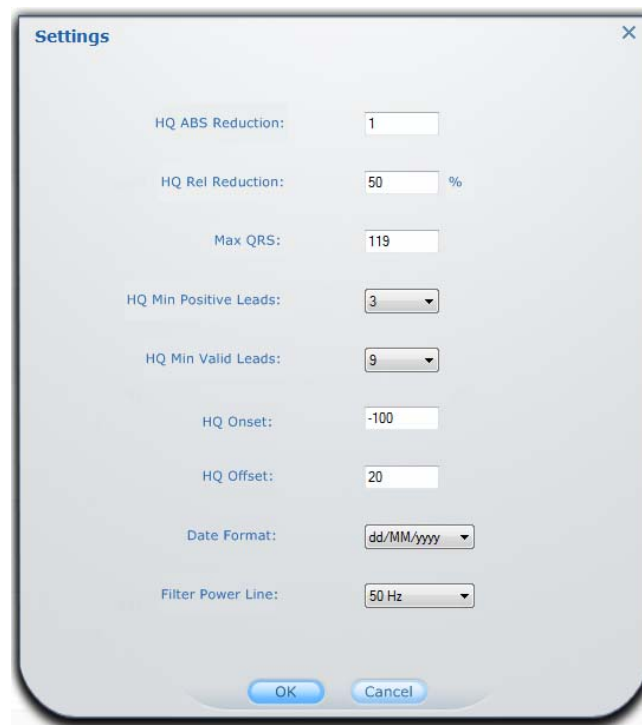 Settings
HQ ABS Reduction: 1
HQ Rel Reduction: 50 %
Max QRS: 119
HQ Min Positive Leads: 3
HQ Min Valid Leads: 9
HQ Onset: -100
HQ Offset: 20
Date Format: dd/MM/yyyy
Filter Power Line: 50 Hz
OK Cancel